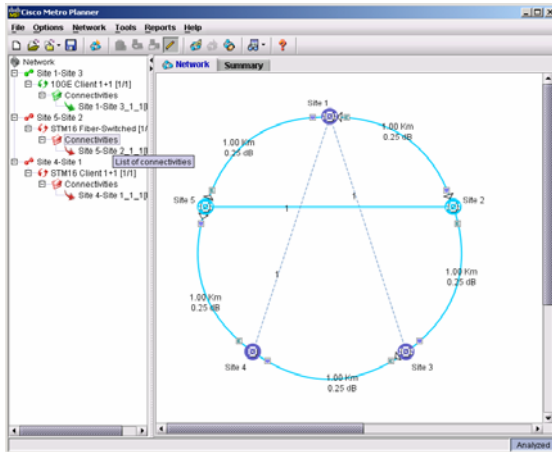 Cisco Metro Planner
File Options Network Tools Reports Help
Network
Site 1-Site 3
10GE Client 1+1 [1/1]
Connectivities
Site 1-Site 3_1_1[
Site 5-Site 2
STM16 Fiber-Switched [1/
Connectivities
Site 5-Site 2_1_1[
List of connectivities
Site 4-Site 1
STM16 Client 1+1 [1/1]
Connectivities
Site 4-Site 1_1_1[
Network Summary
Site 1
1.00 Km
0.25 dB
1.00 Km
0.25 dB
Site 5
1
1
Site 2
1
1.00 Km
0.25 dB
1.00 Km
0.25 dB
Site 4
Site 3
1.00 Km
0.25 dB
Analyzed